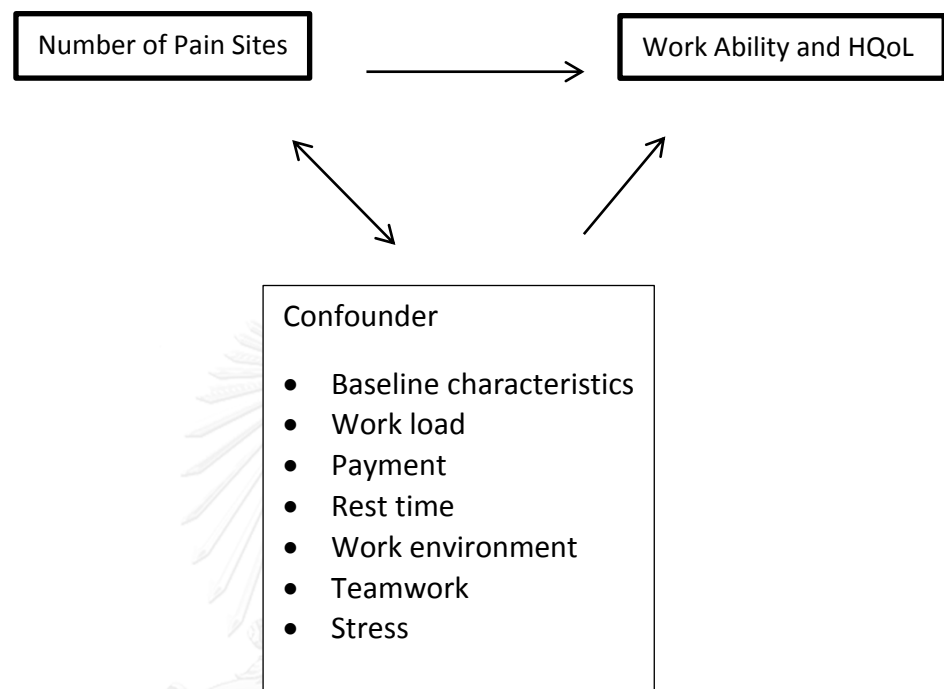 Number of Pain Sites
Work Ability and HQoL
Confounder
• Baseline characteristics
• Work load
• Payment
• Rest time
• Work environment
• Teamwork
• Stress